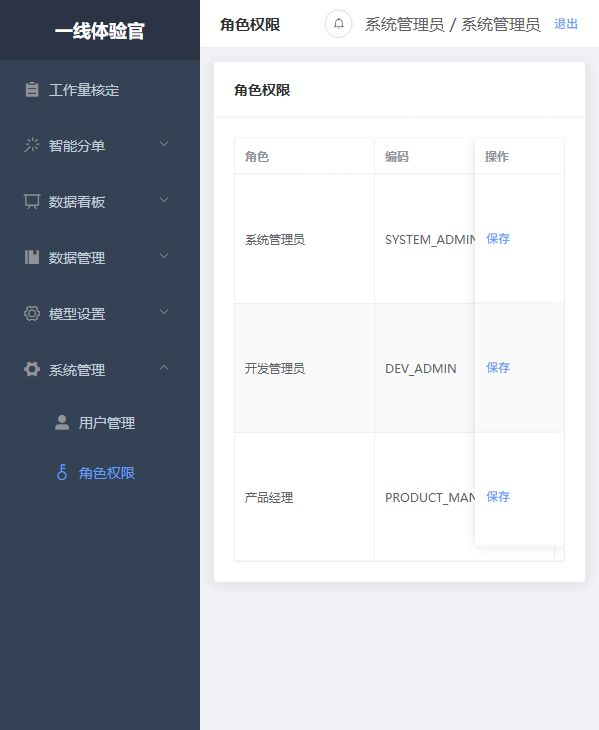 一线体验官
工作量核定
智能分单
数据看板
数据管理
模型设置
系统管理
用户管理
角色权限
角色权限 系统管理员 / 系统管理员 退出
角色权限
角色 编码 操作
系统管理员 SYSTEM_ADMIN 保存
开发管理员 DEV_ADMIN 保存
产品经理 PRODUCT_MAN 保存